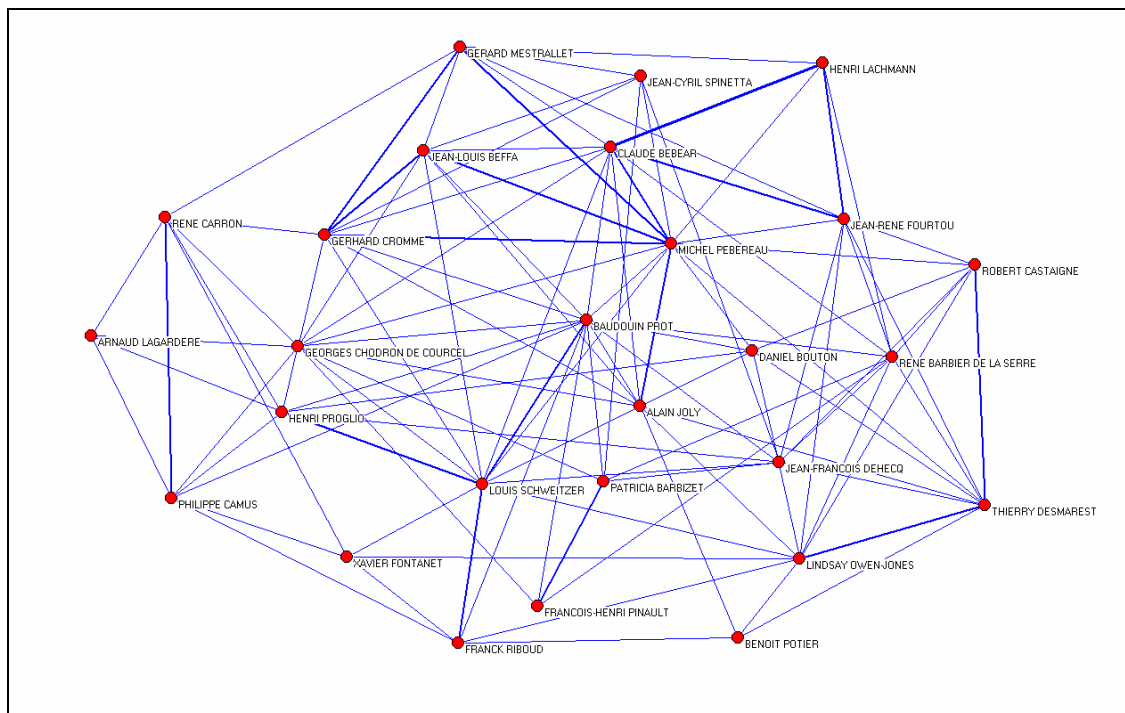 GERARD MESTRALLET
HENRI LACHMANN
JEAN-CYRIL SPINETTA
JEAN-LOUIS BEFFA
CLAUDE BEBEAR
RENE CARRON
JEAN-RENE FOURTOU
GERHARD CROMME
MICHEL PEBEREAU
ROBERT CASTAIGNE
BAUDOUIN PROT
ARNAUD LAGARDERE
GEORGES CHODRON DE COURCEL
DANIEL BOUTON
RENE BARBIER DE LA SERRE
HENRI PROGLIO
ALAIN JOLY
JEAN-FRANCOIS DEHECQ
LOUIS SCHWEITZER
PATRICIA BARBIZET
PHILIPPE CAMUS
THIERRY DESMAREST
XAVIER FONTANET
LINDSAY OWEN-JONES
FRANCOIS-HENRI PINAULT
FRANCK RIBOUD
BENOIT POTIER